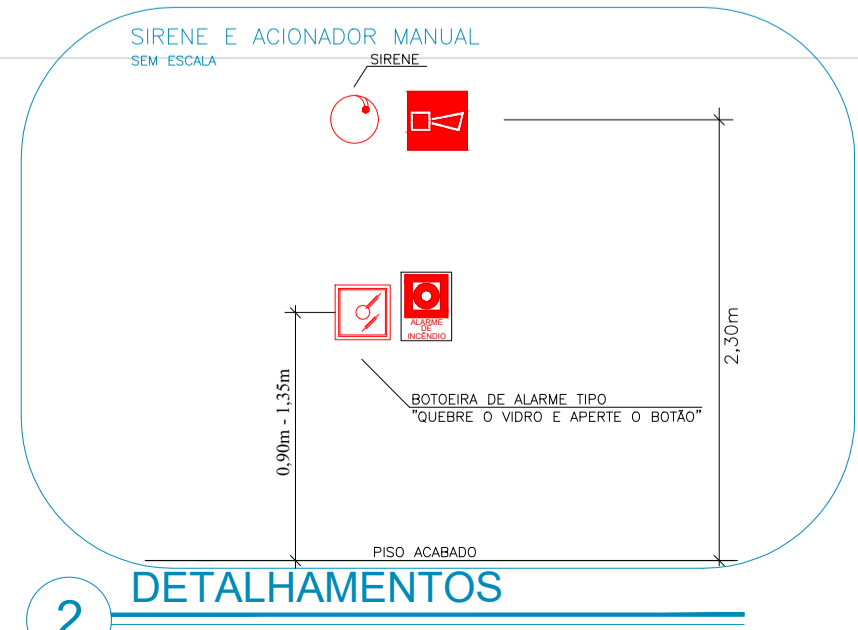 SIRENE E ACIONADOR MANUAL
SEM ESCALA
SIRENE
ALARME
DE
INCÊNDIO
2,30m
0,90m - 1,35m
BOTOEIRA DE ALARME TIPO
"QUEBRE O VIDRO E APERTE O BOTÃO"
PISO ACABADO
2
DETALHAMENTOS